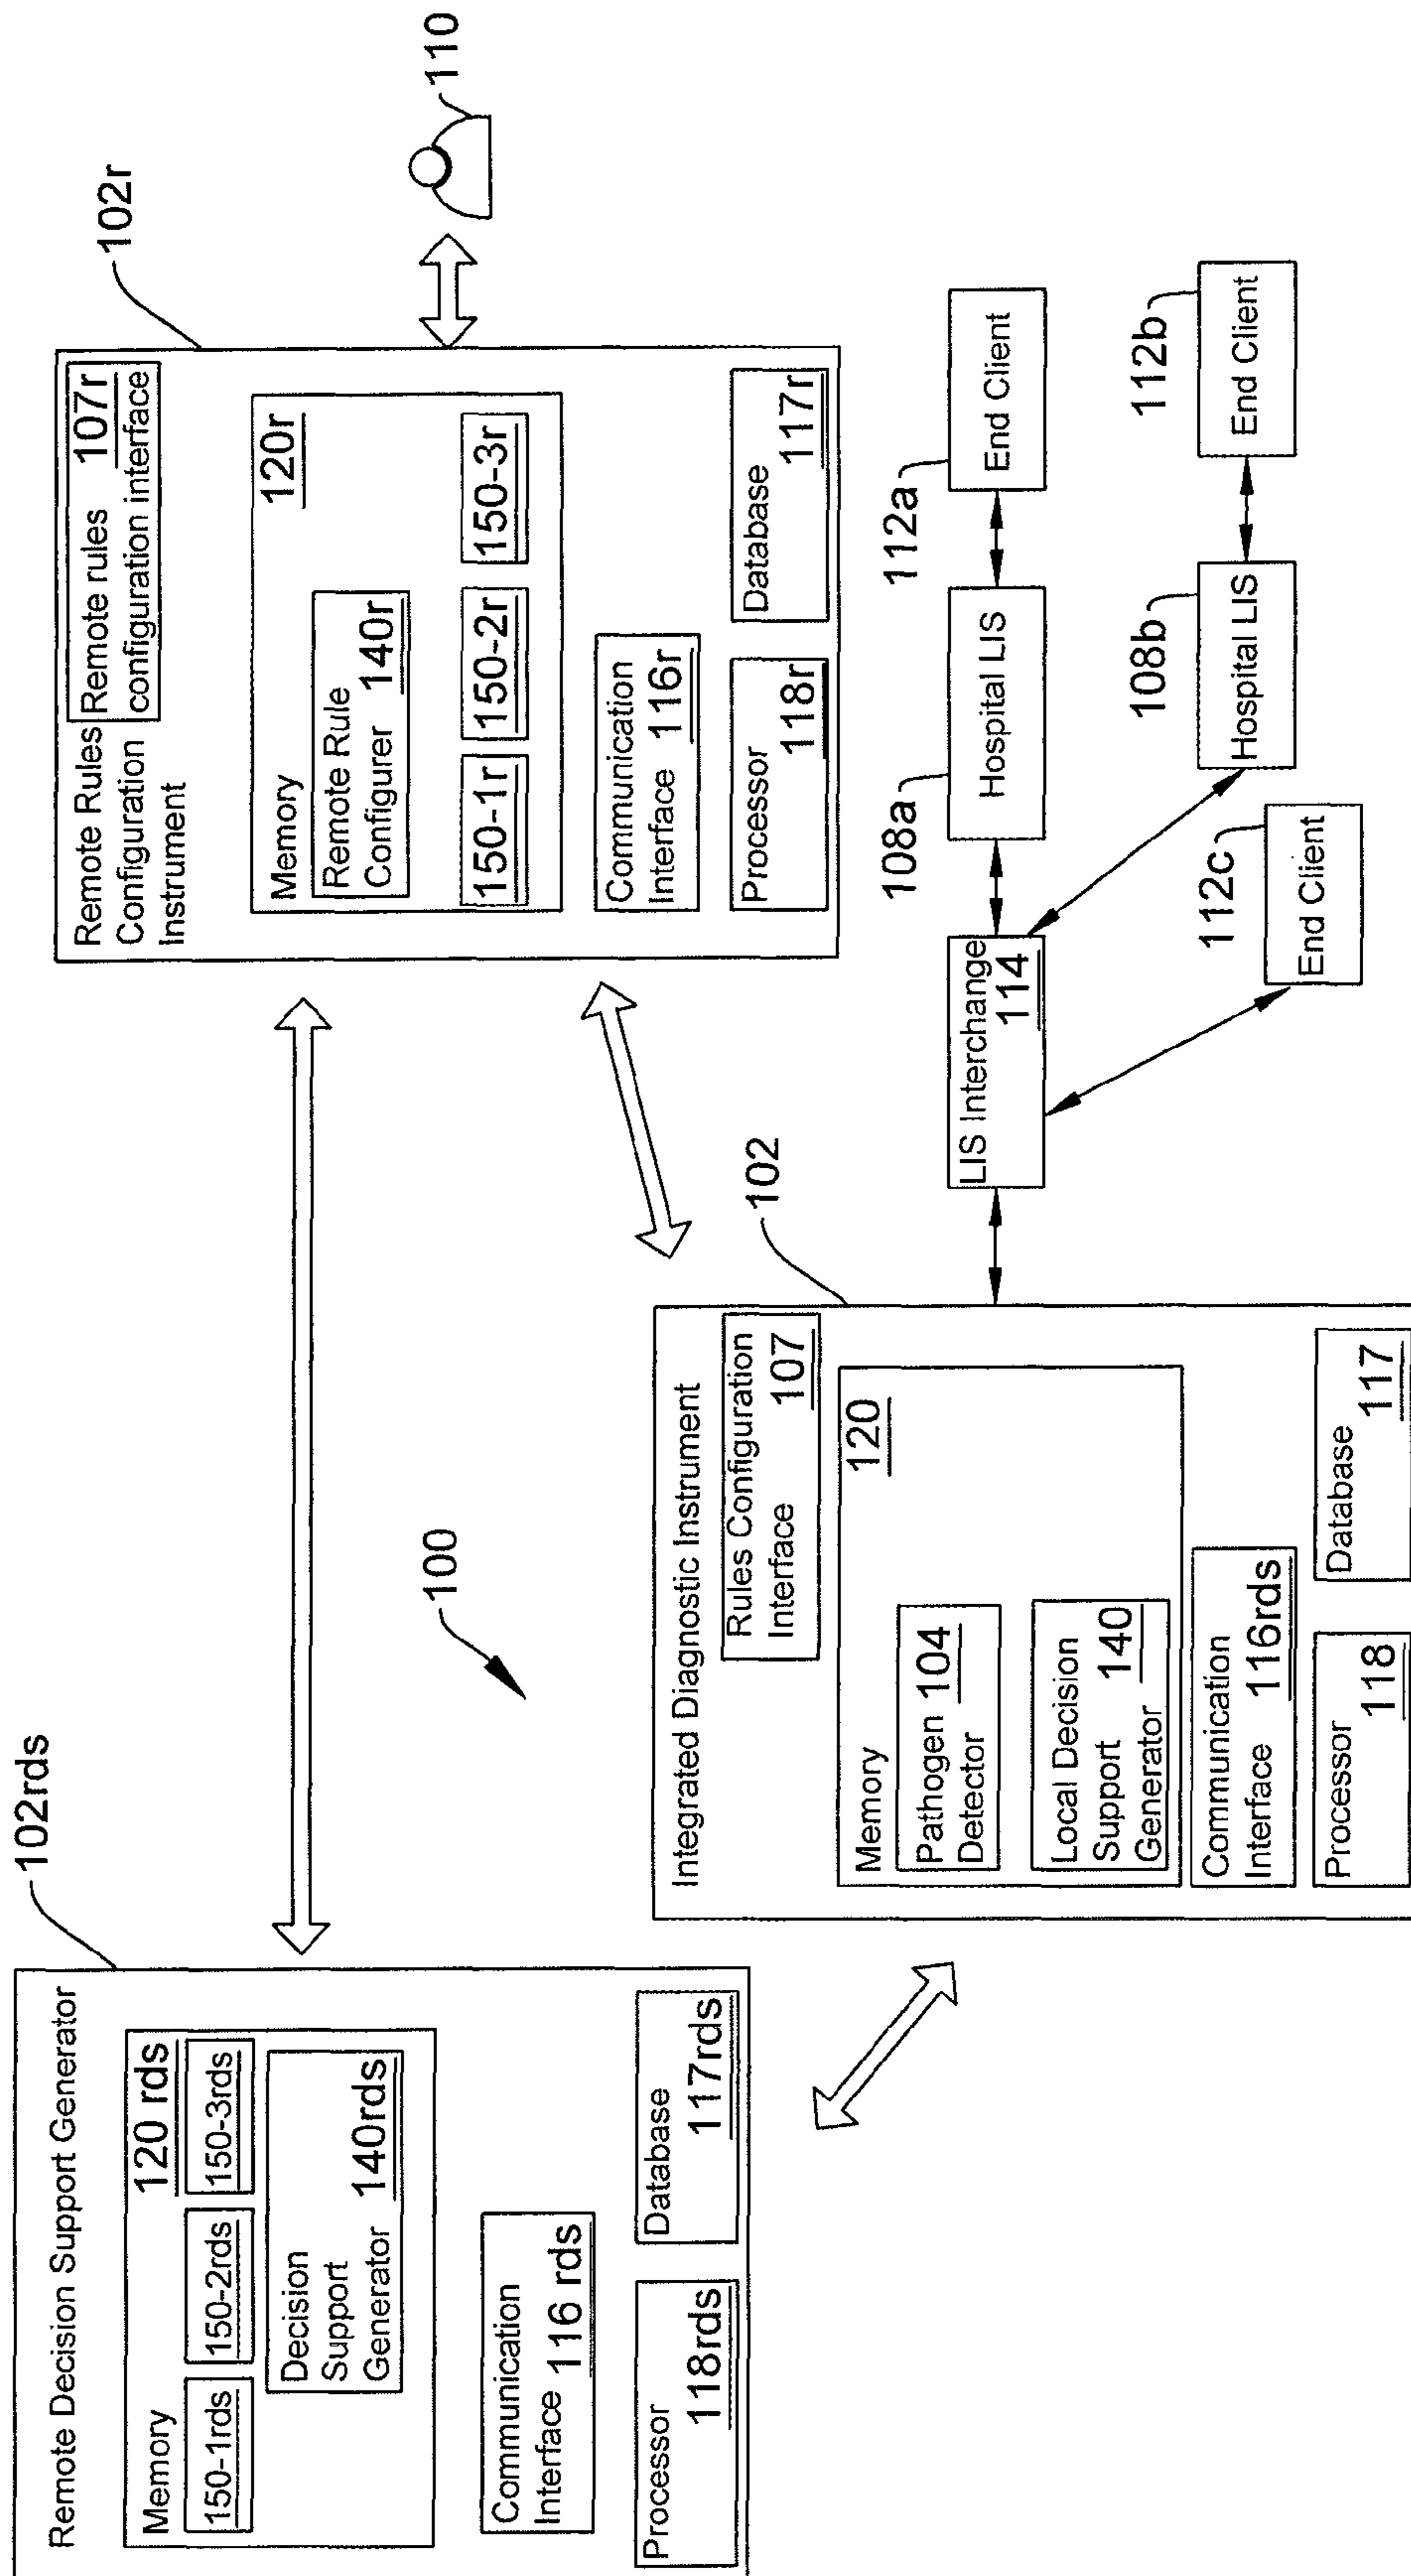 102rds
Remote Decision Support Generator
Memory
120 rds
150-1rds
150-2rds
150-3rds
Decision
Support
Generator 140rds
Communication
Interface 116 rds
Processor
118rds
Database
117rds
100
102r
Remote Rules
Configuration
Instrument
Remote rules 107r
configuration interface
Memory
120r
Remote Rule
Configurer 140r
150-1r
150-2r
150-3r
Communication
Interface 116r
Processor
118r
Database
117r
110
102
Integrated Diagnostic Instrument
Rules Configuration
Interface 107
Memory
120
Pathogen 104
Detector
Local Decision
Support 140
Generator
Communication
Interface 116rds
Processor
118
Database
117
LIS Interchange
114
108a
Hospital LIS
112a
End Client
108b
Hospital LIS
112b
End Client
112c
End Client